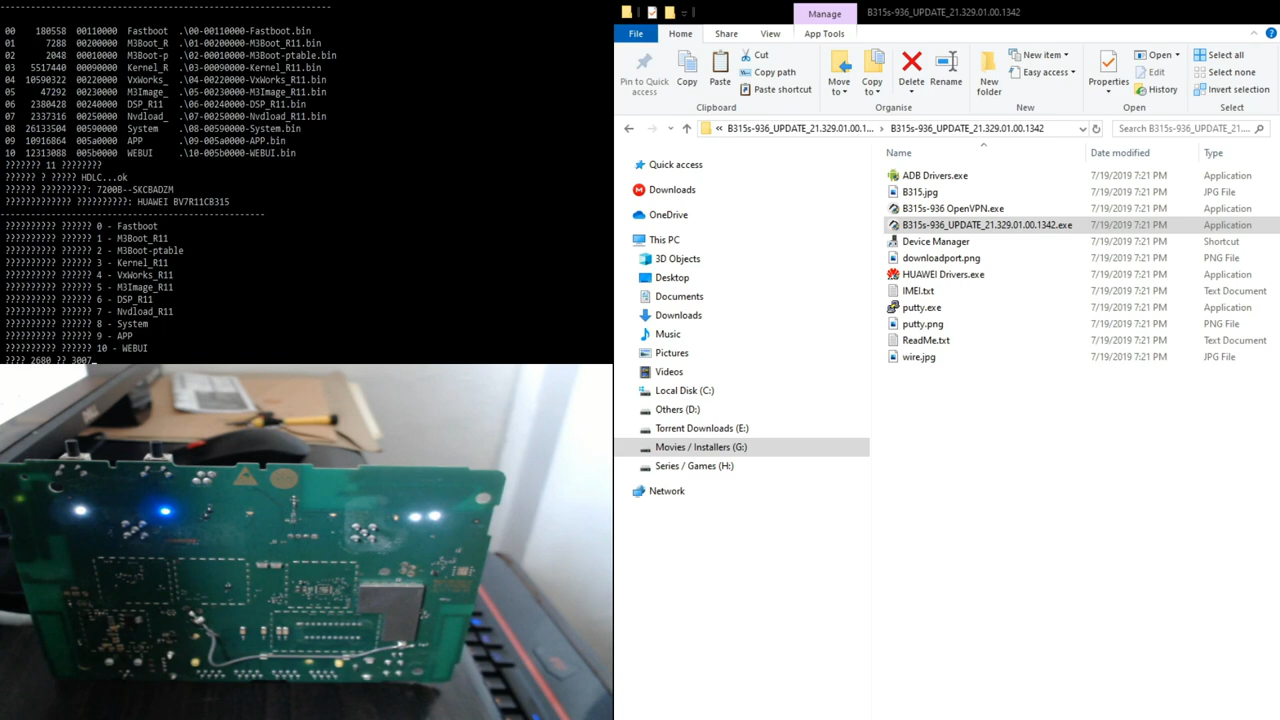 00 180558 00110000 Fastboot .\00-00110000-Fastboot.bin
01 7288 00200000 M3Boot_R .\01-00200000-M3Boot_R11.bin
02 2048 00010000 M3Boot-p .\02-00010000-M3Boot-ptable.bin
03 5517440 00090000 Kernel_R .\03-00090000-Kernel_R11.bin
04 10590322 00220000 VxWorks_ .\04-00220000-VxWorks_R11.bin
05 47292 00230000 M3Image_ .\05-00230000-M3Image_R11.bin
06 2380428 00240000 DSP_R11 .\06-00240000-DSP_R11.bin
07 2337316 00250000 Nvdload_ .\07-00250000-Nvdload_R11.bin
08 26133504 00590000 System .\08-00590000-System.bin
09 10916864 005a0000 APP .\09-005a0000-APP.bin
10 12313088 005b0000 WEBUI .\10-005b0000-WEBUI.bin
??????? 11 ????????
?????? ? ????? HDLC...ok
?????? ?????????: 7200B--SKCBADZM
????????????? ??????????: HUAWEI BV7R11CB315
?????????? ?????? 0 - Fastboot
?????????? ?????? 1 - M3Boot_R11
?????????? ?????? 2 - M3Boot-ptable
?????????? ?????? 3 - Kernel_R11
?????????? ?????? 4 - VxWorks_R11
?????????? ?????? 5 - M3Image_R11
?????????? ?????? 6 - DSP_R11
?????????? ?????? 7 - Nvdload_R11
?????????? ?????? 8 - System
?????????? ?????? 9 - APP
?????????? ?????? 10 - WEBUI
???? 2680 ?? 3007_
Manage B315s-936_UPDATE_21.329.01.00.1342
File Home Share View App Tools
Pin to Quick access
Copy
Paste
Cut
Copy path
Paste shortcut
Clipboard
Move to
Copy to
Delete
Rename
Organise
New folder
New item
Easy access
New
Properties
Open
Edit
History
Open
Select all
Select none
Invert selection
Select
« B315s-936_UPDATE_21.329.01.00.1... > B315s-936_UPDATE_21.329.01.00.1342
Search B315s-936_UPDATE_21....
Quick access
Downloads
OneDrive
This PC
3D Objects
Desktop
Documents
Downloads
Music
Pictures
Videos
Local Disk (C:)
Others (D:)
Torrent Downloads (E:)
Movies / Installers (G:)
Series / Games (H:)
Network
Name Date modified Type
ADB Drivers.exe 7/19/2019 7:21 PM Application
B315.jpg 7/19/2019 7:21 PM JPG File
B315s-936 OpenVPN.exe 7/19/2019 7:21 PM Application
B315s-936_UPDATE_21.329.01.00.1342.exe 7/19/2019 7:21 PM Application
Device Manager 7/19/2019 7:21 PM Shortcut
downloadport.png 7/19/2019 7:21 PM PNG File
HUAWEI Drivers.exe 7/19/2019 7:21 PM Application
IMEI.txt 7/19/2019 7:21 PM Text Document
putty.exe 7/19/2019 7:21 PM Application
putty.png 7/19/2019 7:21 PM PNG File
ReadMe.txt 7/19/2019 7:21 PM Text Document
wire.jpg 7/19/2019 7:21 PM JPG File